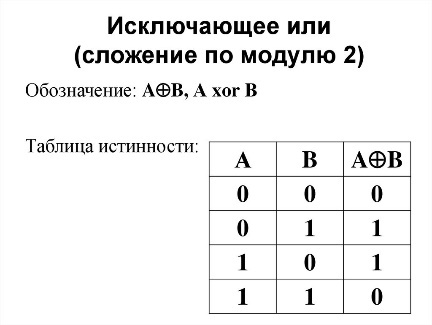 Исключающее или
(сложение по модулю 2)
Обозначение: A⊕B, A xor B
Таблица истинности:
A B A⊕B
0 0 0
0 1 1
1 0 1
1 1 0